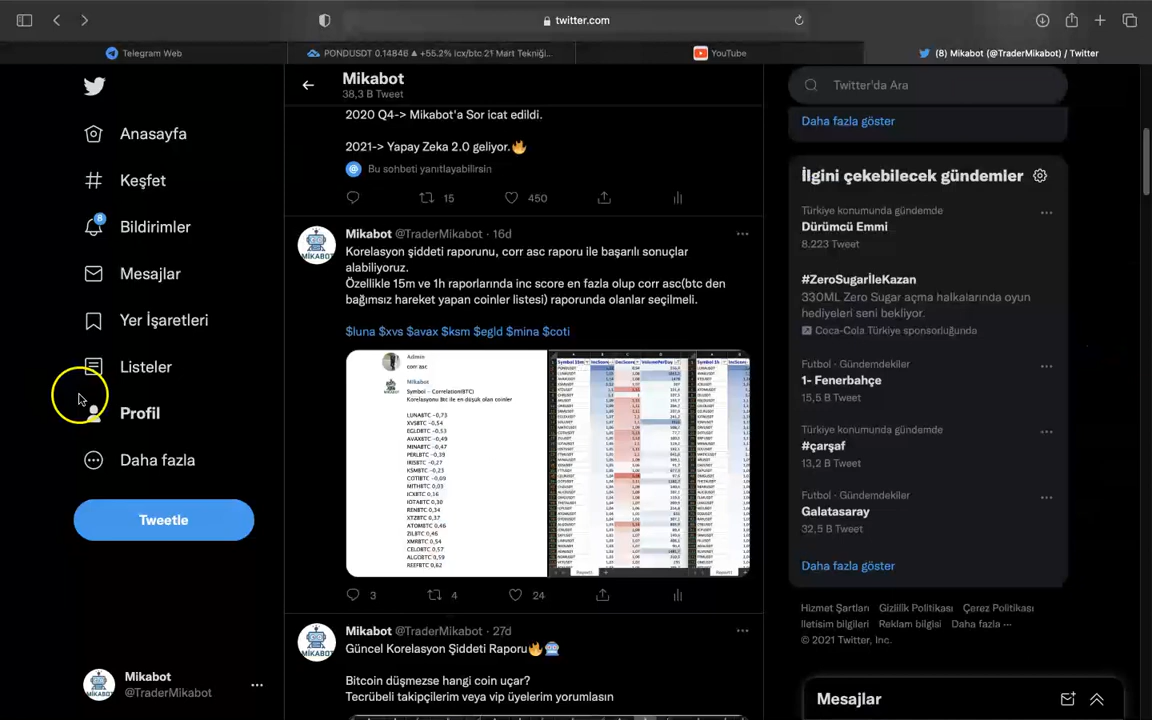 twitter.com
Telegram Web
PONDUSDT 0.14846 ▲ +55.2% icx/btc 21 Mart Tekniğl...
YouTube
(8) Mikabot (@TraderMikabot) / Twitter
Mikabot
38,3 B Tweet
Anasayfa
Keşfet
8
Bildirimler
Mesajlar
Yer İşaretleri
Listeler
Profil
Daha fazla
Tweetle
Mikabot
@TraderMikabot
2020 Q4-> Mikabot'a Sor icat edildi.
2021-> Yapay Zeka 2.0 geliyor.🔥
Bu sohbeti yanıtlayabilirsin
15
450
Mikabot @TraderMikabot · 16d
Korelasyon şiddeti raporunu, corr asc raporu ile başarılı sonuçlar
alabiliyoruz.
Özellikle 15m ve 1h raporlarında inc score en fazla olup corr asc(btc den
bağımsız hareket yapan coinler listesi) raporunda olanlar seçilmeli.
$luna $xvs $avax $ksm $egld $mina $coti
Admin
corr asc
Mikabot
Symbol - Correlation(BTC)
Korelasyonu Btc ile en düşük olan coinler
LUNABTC -0,73
XVSBTC -0,54
EGLDBTC -0,53
AVAXBTC -0,49
MINABTC -0,47
PERLBTC -0,39
IRISBTC -0,27
KSMBTC -0,23
COTIBTC -0,09
MITHBTC 0,03
ICXBTC 0,16
IOTABTC 0,30
RENBTC 0,34
XTZBTC 0,37
ATOMBTC 0,46
ZILBTC 0,46
XMRBTC 0,54
CELOBTC 0,57
ALGOBTC 0,59
REEFBTC 0,62
3
4
24
Mikabot @TraderMikabot · 27d
Güncel Korelasyon Şiddeti Raporu🔥🤖
Bitcoin düşmezse hangi coin uçar?
Tecrübeli takipçilerim veya vip üyelerim yorumlasın
Twitter'da Ara
Daha fazla göster
İlgini çekebilecek gündemler
Türkiye konumunda gündemde
Dürümcü Emmi
8.223 Tweet
#ZeroSugarİleKazan
330ML Zero Sugar açma halkalarında oyun
hediyeleri seni bekliyor.
Coca-Cola Türkiye sponsorluğunda
Futbol · Gündemdekiler
1- Fenerbahçe
15,5 B Tweet
Türkiye konumunda gündemde
#çarşaf
13,2 B Tweet
Futbol · Gündemdekiler
Galatasaray
32,5 B Tweet
Daha fazla göster
Hizmet Şartları Gizlilik Politikası Çerez Politikası
İletisim bilgileri Reklam bilgisi Daha fazla ···
© 2021 Twitter, Inc.
Mesajlar